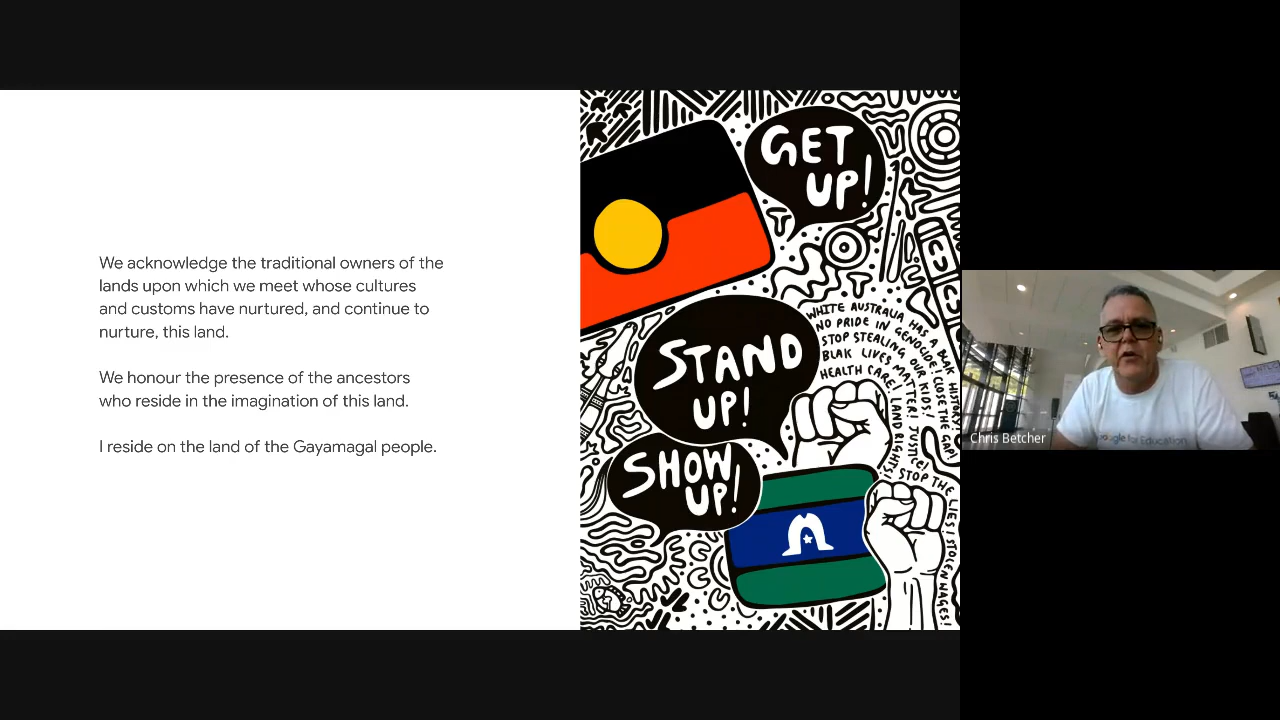 We acknowledge the traditional owners of the
lands upon which we meet whose cultures
and customs have nurtured, and continue to
nurture, this land.
We honour the presence of the ancestors
who reside in the imagination of this land.
I reside on the land of the Gayamagal people.
GET
UP!
STAND
UP!
SHOW
UP!
WHITE AUSTRALIA HAS A BLAK HISTORY!
NO PRIDE IN GENOCIDE! CLOSE THE GAP!
STOP STEALING OUR KIDS!
BLAK LIVES MATTER! JUSTICE!
HEALTH CARE! LAND RIGHTS!
STOP THE LIES! STOLEN WAGES!
Chris Betcher
Google for Education